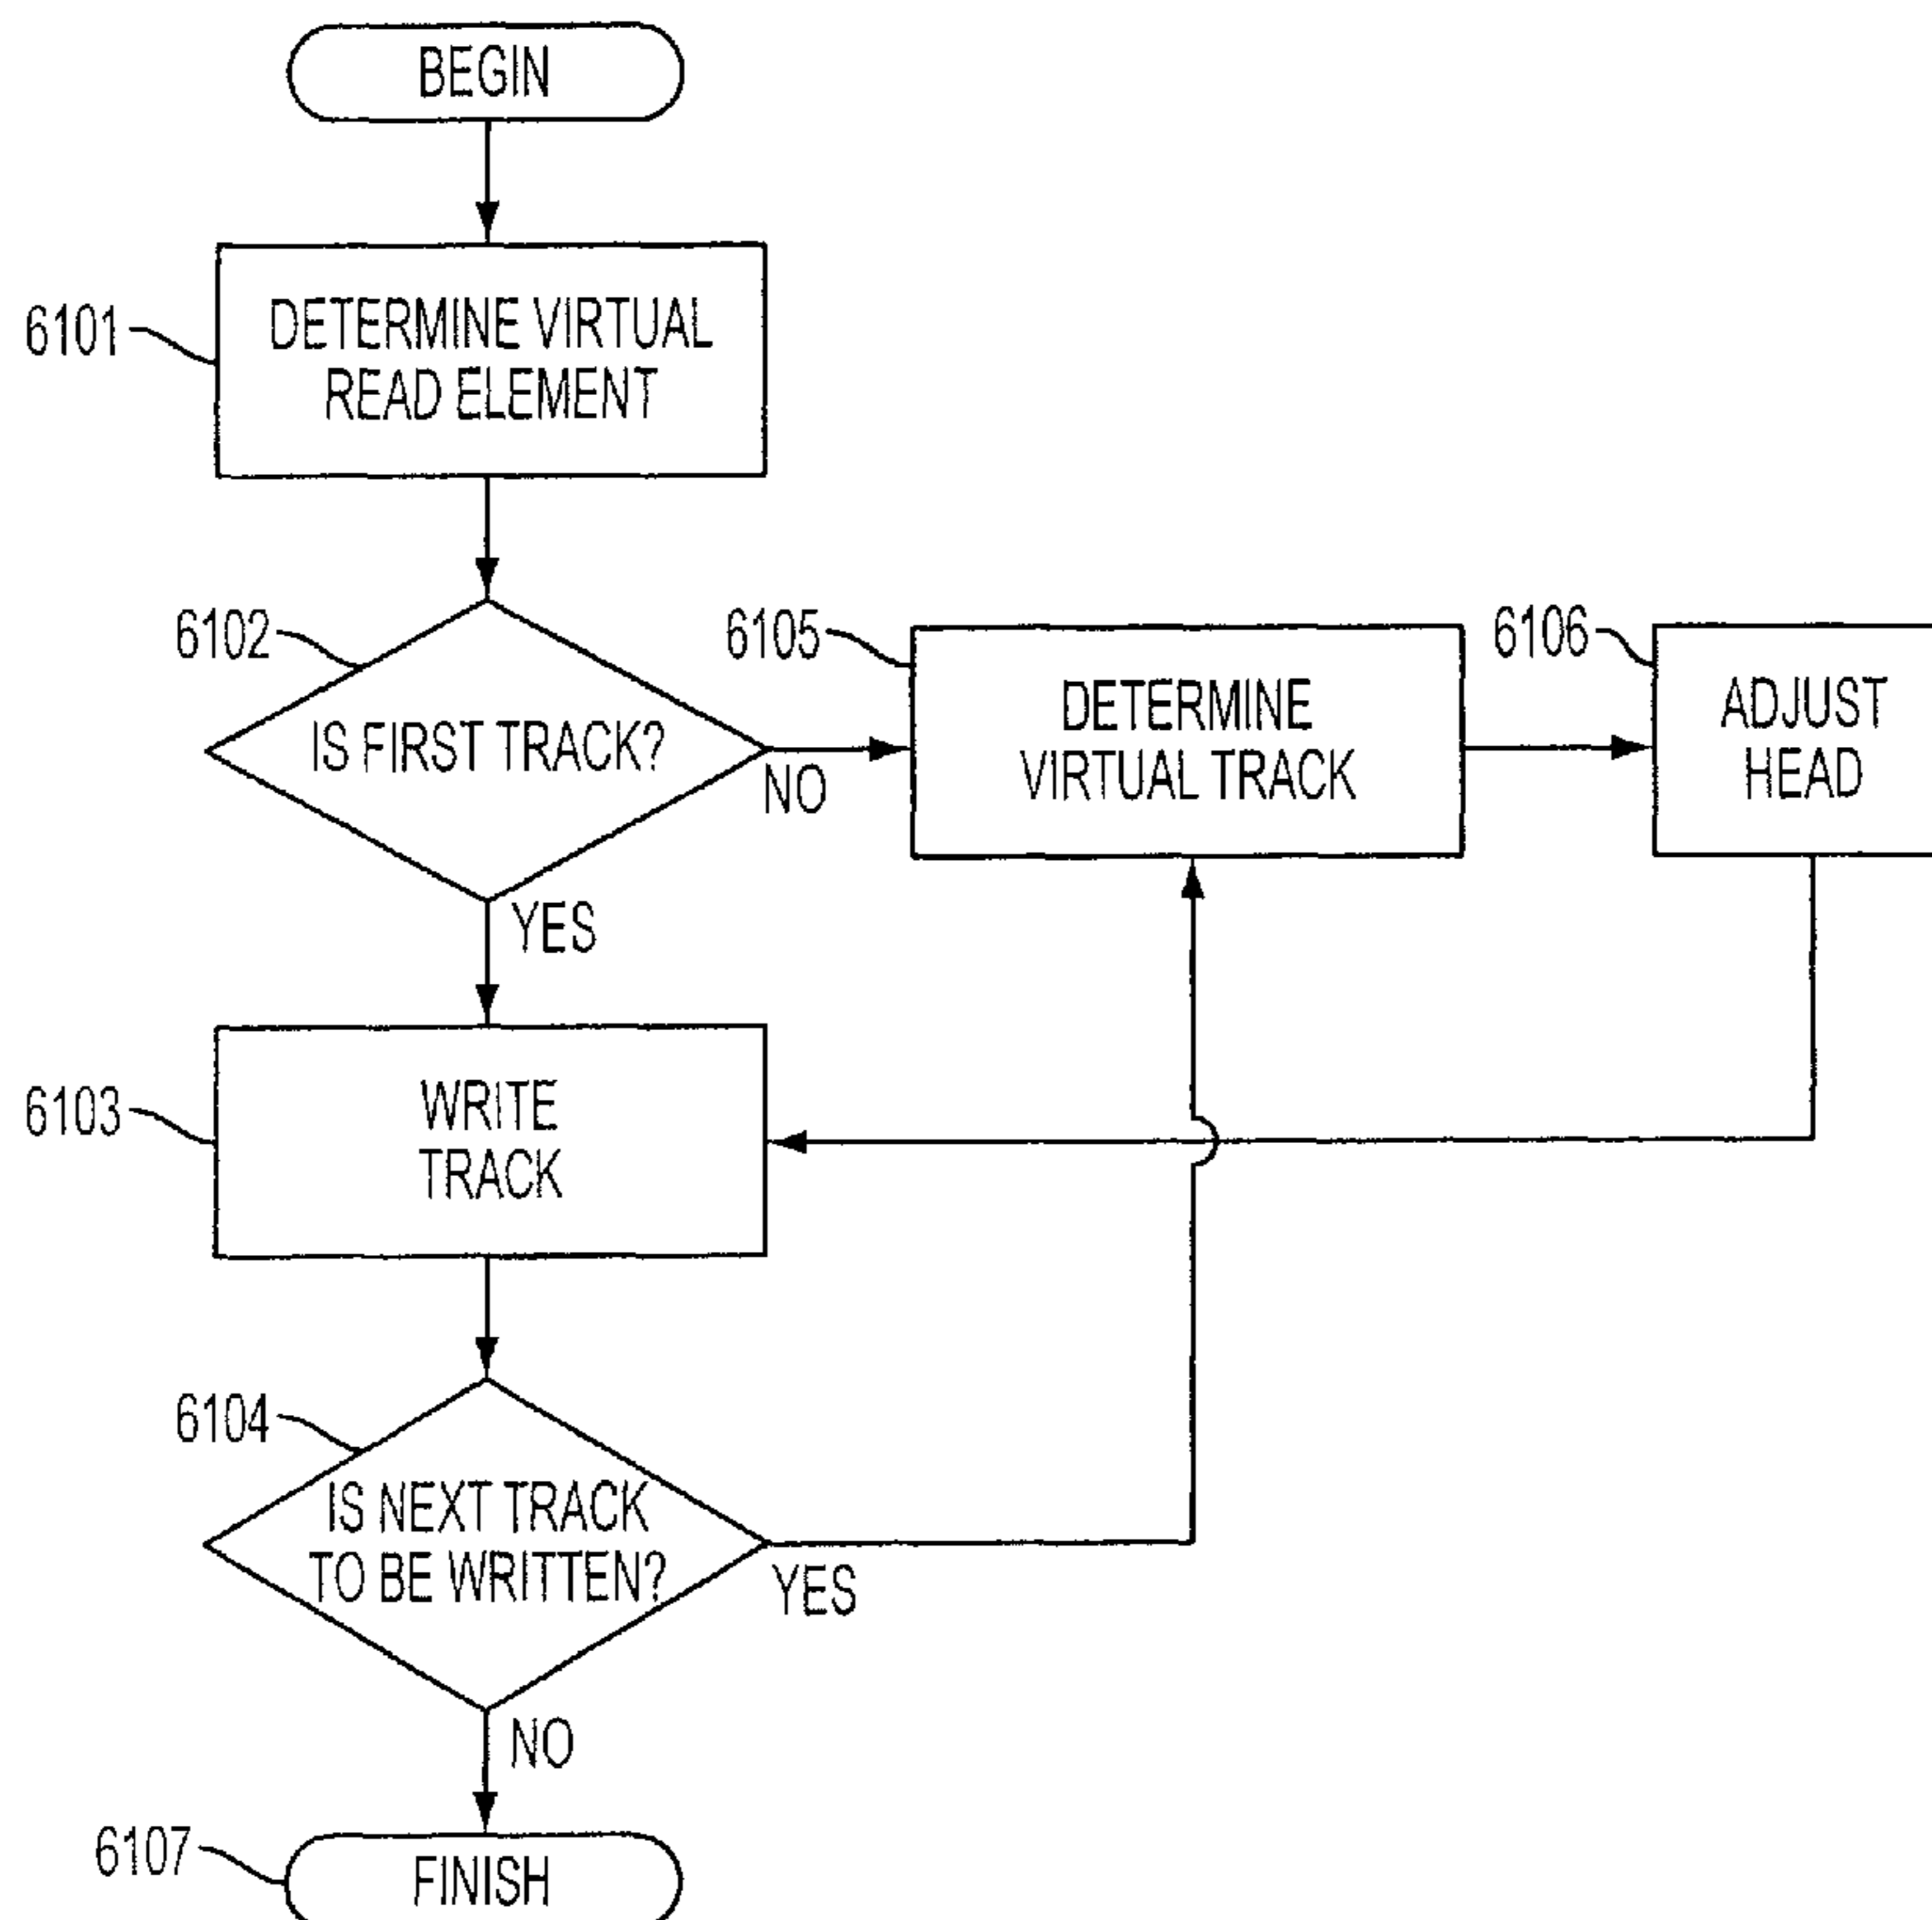 BEGIN
6101
DETERMINE VIRTUAL
READ ELEMENT
6102
IS FIRST TRACK?
NO
YES
6105
DETERMINE
VIRTUAL TRACK
6106
ADJUST
HEAD
6103
WRITE
TRACK
6104
IS NEXT TRACK
TO BE WRITTEN?
YES
NO
6107
FINISH